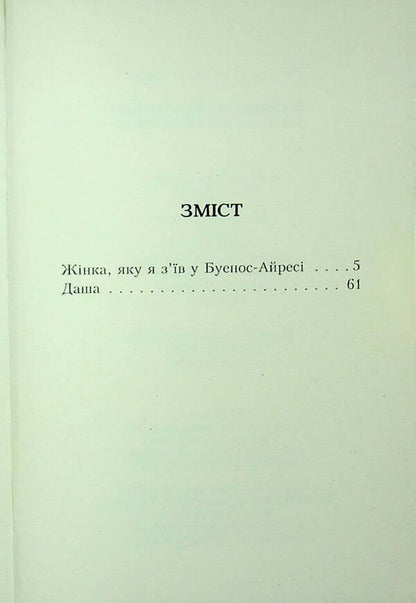 ЗМІСТ
Жінка, яку я з'їв у Буенос-Айресі . . . . 5
Даша . . . . . . . . . . . . . . . . . . . . . . . 61